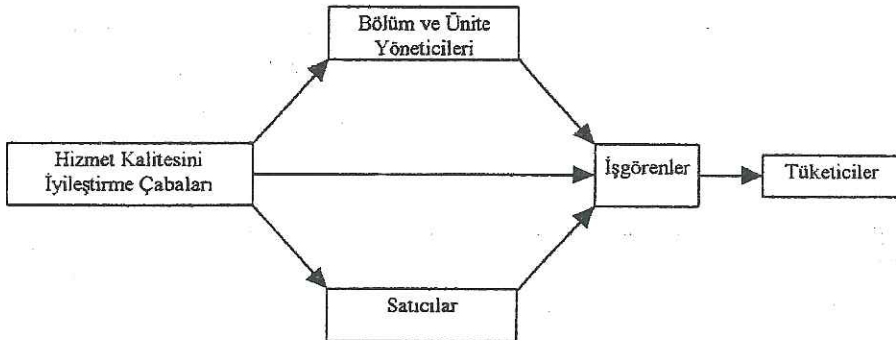 Bölüm ve Ünite
Yöneticileri
Hizmet Kalitesini
İyileştirme Çabaları
İşgörenler
Tüketiciler
Satıcılar